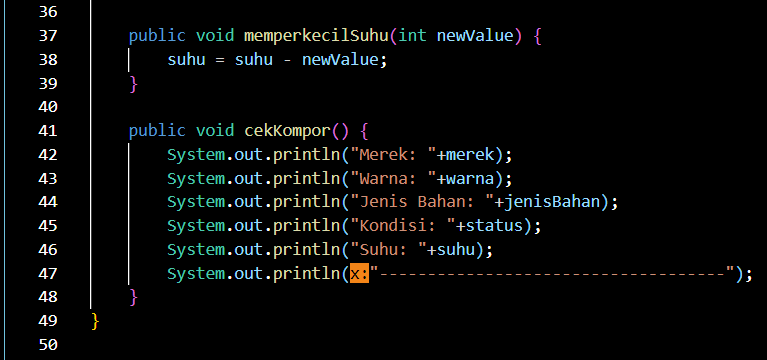 36
37 public void memperkecilSuhu(int newValue) {
38 suhu = suhu - newValue;
39 }
40
41 public void cekKompor() {
42 System.out.println("Merek: "+merek);
43 System.out.println("Warna: "+warna);
44 System.out.println("Jenis Bahan: "+jenisBahan);
45 System.out.println("Kondisi: "+status);
46 System.out.println("Suhu: "+suhu);
47 System.out.println(x:"------------------------------------");
48 }
49 }
50